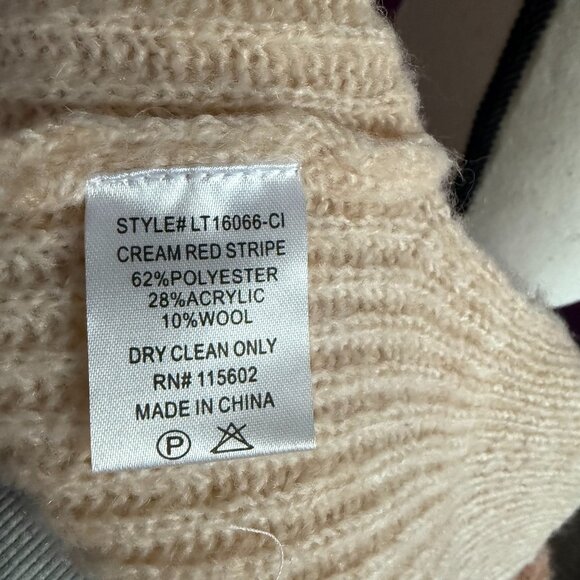 STYLE# LT16066-CI
CREAM RED STRIPE
62%POLYESTER
28%ACRYLIC
10%WOOL
DRY CLEAN ONLY
RN# 115602
MADE IN CHINA
P